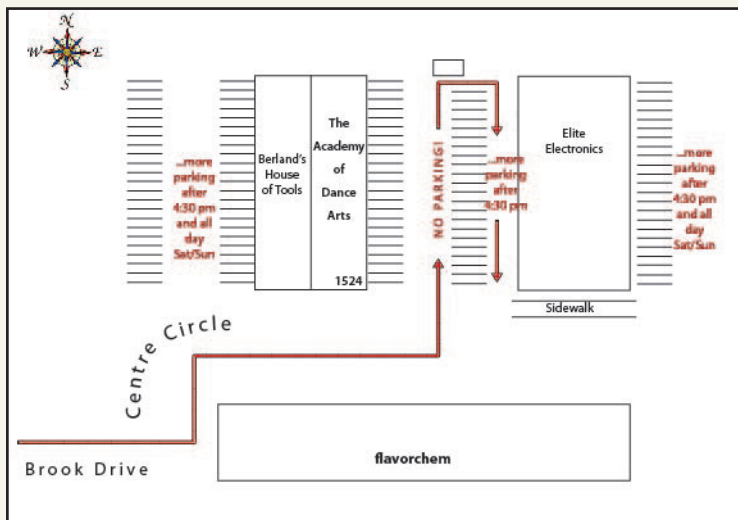 N
W E
S
...more
parking
after
4:30 pm
and all
day
Sat/Sun
Berland's
House
of Tools
The
Academy
of
Dance
Arts
1524
NO PARKING!
...more
parking
after
4:30 pm
Elite
Electronics
...more
parking
after
4:30 pm
and all
day
Sat/Sun
Sidewalk
Centre Circle
Brook Drive
flavorchem